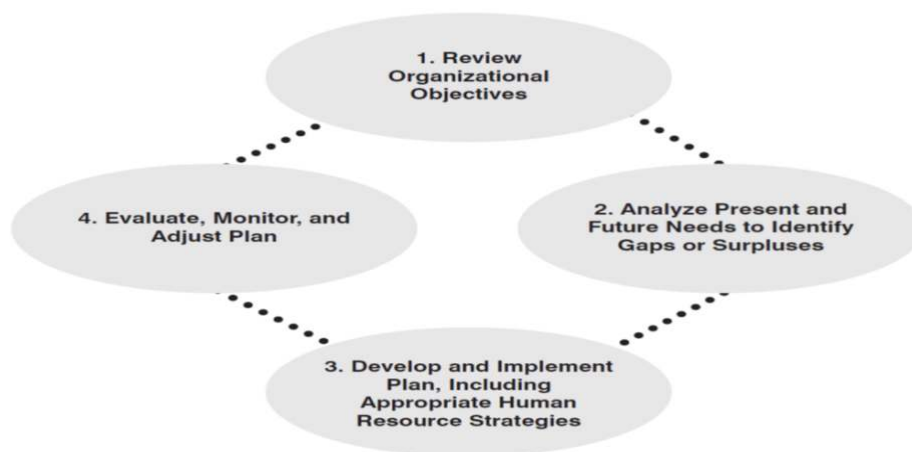 1. Review
Organizational
Objectives
2. Analyze Present and
Future Needs to Identify
Gaps or Surpluses
3. Develop and Implement
Plan, Including
Appropriate Human
Resource Strategies
4. Evaluate, Monitor, and
Adjust Plan